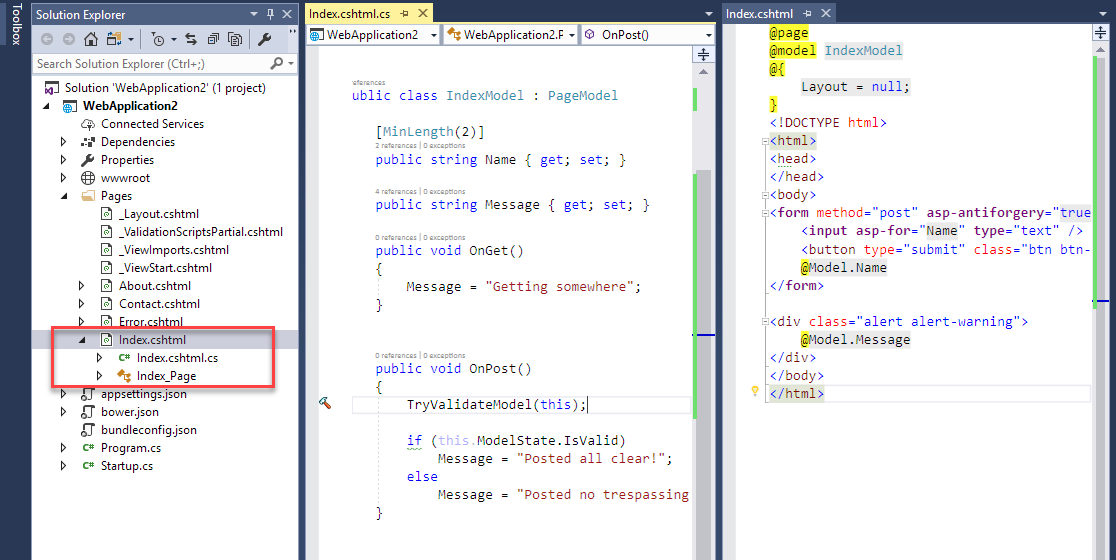 Toolbox
Solution Explorer
Search Solution Explorer (Ctrl+;)
Solution 'WebApplication2' (1 project)
WebApplication2
Connected Services
Dependencies
Properties
wwwroot
Pages
_Layout.cshtml
_ValidationScriptsPartial.cshtml
_ViewImports.cshtml
_ViewStart.cshtml
About.cshtml
Contact.cshtml
Error.cshtml
Index.cshtml
C# Index.cshtml.cs
Index_Page
appsettings.json
bower.json
bundleconfig.json
C# Program.cs
C# Startup.cs
Index.cshtml.cs
WebApplication2 WebApplication2.P OnPost()
references
ublic class IndexModel : PageModel
[MinLength(2)]
2 references | 0 exceptions
public string Name { get; set; }
4 references | 0 exceptions
public string Message { get; set; }
0 references | 0 exceptions
public void OnGet()
{
Message = "Getting somewhere";
}
0 references | 0 exceptions
public void OnPost()
{
TryValidateModel(this);
if (this.ModelState.IsValid)
Message = "Posted all clear!";
else
Message = "Posted no trespassing
}
Index.cshtml
@page
@model IndexModel
@{
Layout = null;
}
<!DOCTYPE html>
<html>
<head>
</head>
<body>
<form method="post" asp-antiforgery="true
<input asp-for="Name" type="text" />
<button type="submit" class="btn btn-
@Model.Name
</form>
<div class="alert alert-warning">
@Model.Message
</div>
</body>
</html>